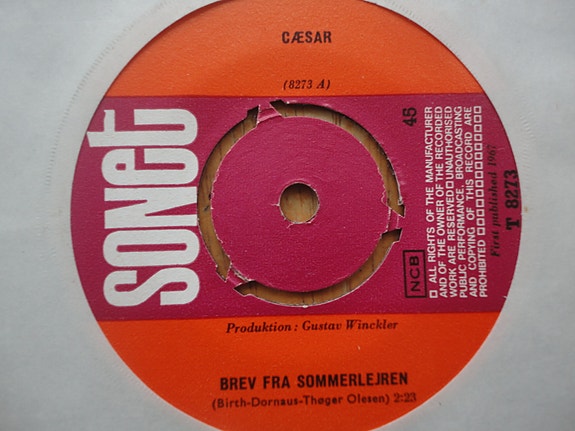 CÆSAR
(8273 A)
SONET
45
□ ALL RIGHTS OF THE MANUFACTURER
AND OF THE OWNER OF THE RECORDED
WORK ARE RESERVED □ UNAUTHORISED
PUBLIC PERFORMANCE, BROADCASTING
AND COPYING OF THIS RECORD ARE
PROHIBITED □□□□□□□□□□□□□
NCB
First published 1967
T 8273
Produktion: Gustav Winckler
BREV FRA SOMMERLEJREN
(Birth-Dornaus-Thøger Olesen) 2:23